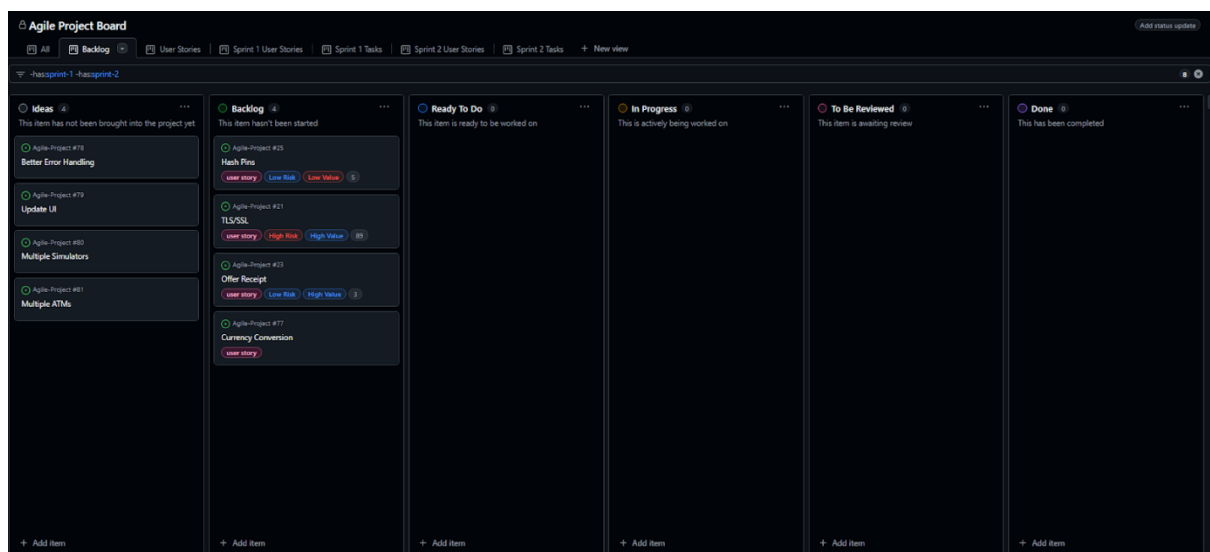 Agile Project Board
Add status update
All
Backlog
User Stories
Sprint 1 User Stories
Sprint 1 Tasks
Sprint 2 User Stories
Sprint 2 Tasks
+ New view
-has:sprint-1 -has:sprint-2
8
Ideas 4
This item has not been brought into the project yet
Agile-Project #78
Better Error Handling
Agile-Project #79
Update UI
Agile-Project #80
Multiple Simulators
Agile-Project #81
Multiple ATMs
+ Add item
Backlog 4
This item hasn't been started
Agile-Project #25
Hash Pins
user story Low Risk Low Value 5
Agile-Project #21
TLS/SSL
user story High Risk High Value 89
Agile-Project #23
Offer Receipt
user story Low Risk High Value 3
Agile-Project #77
Currency Conversion
user story
+ Add item
Ready To Do 0
This item is ready to be worked on
+ Add item
In Progress 0
This is actively being worked on
+ Add item
To Be Reviewed 0
This item is awaiting review
+ Add item
Done 0
This has been completed
+ Add item